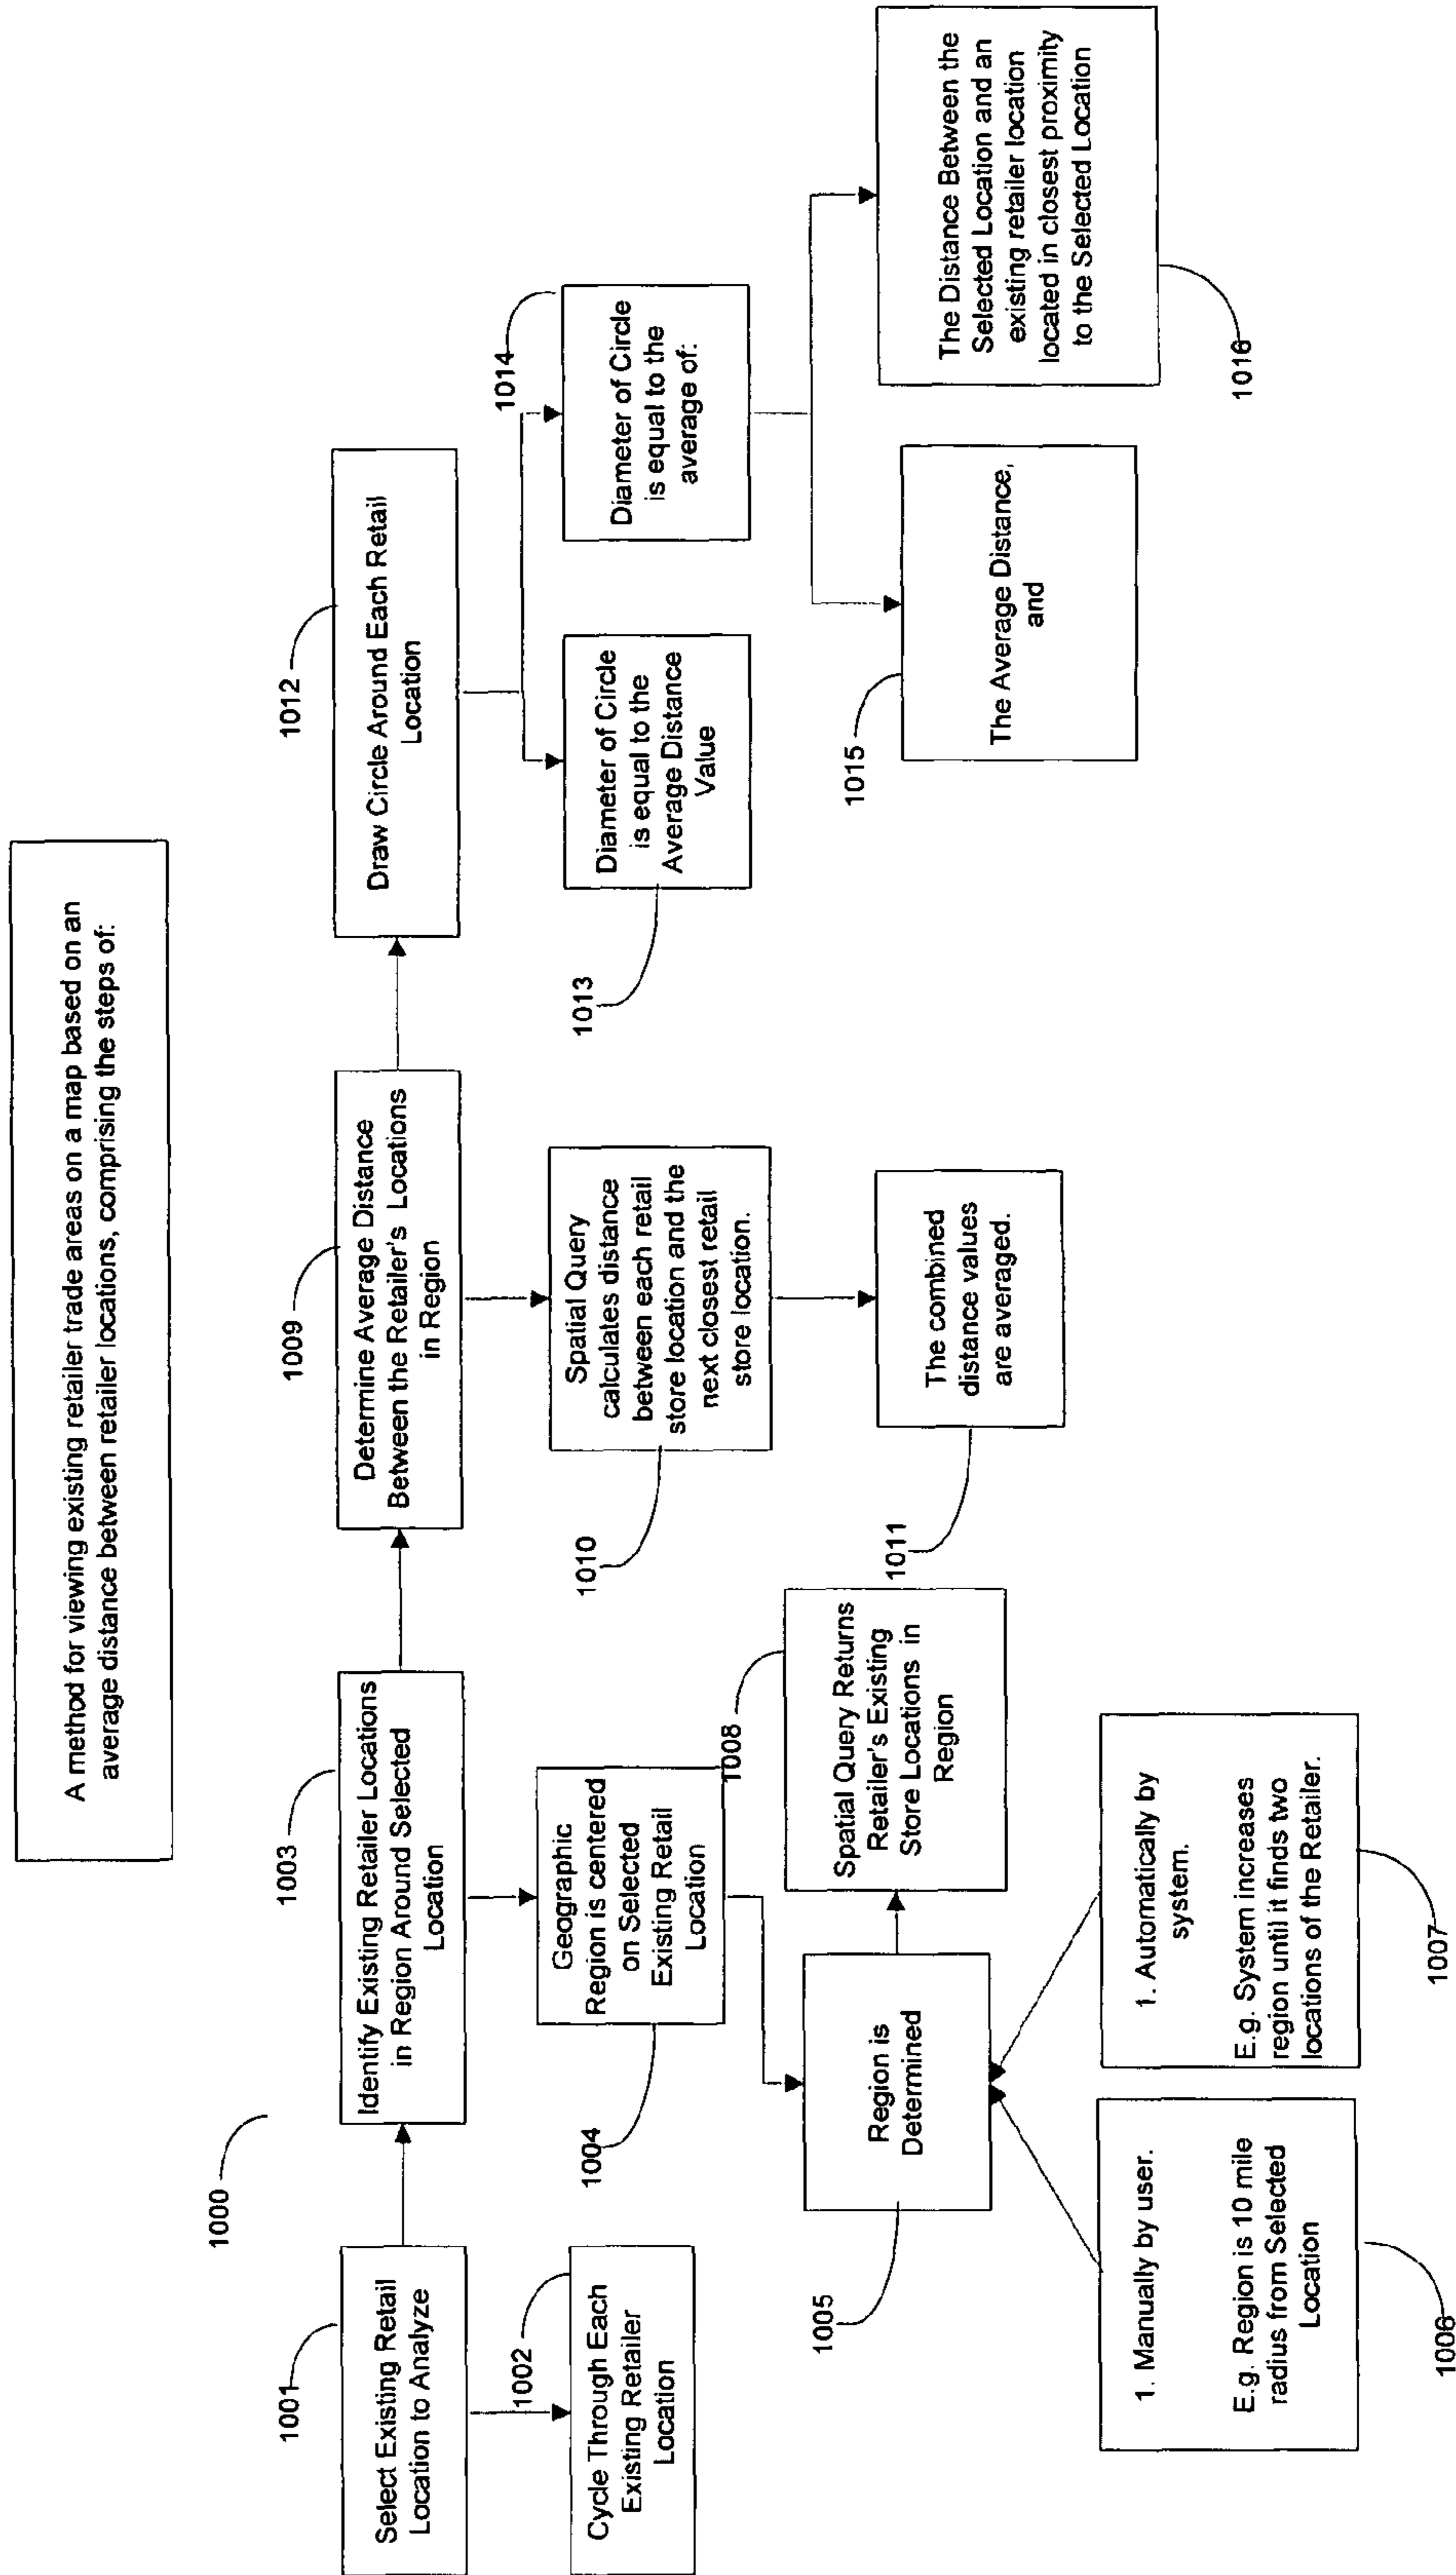 A method for viewing existing retailer trade areas on a map based on an
average distance between retailer locations, comprising the steps of:
1000
1001
Select Existing Retail
Location to Analyze
1002
Cycle Through Each
Existing Retailer
Location
1003
Identify Existing Retailer Locations
in Region Around Selected
Location
Geographic
Region is centered
on Selected
Existing Retail
Location
1004
Region is
Determined
1005
1. Manually by user.
E.g. Region is 10 mile
radius from Selected
Location
1006
1. Automatically by
system.
E.g. System increases
region until it finds two
locations of the Retailer.
1007
1008
Spatial Query Returns
Retailer's Existing
Store Locations in
Region
1009
Determine Average Distance
Between the Retailer's Locations
in Region
Spatial Query
calculates distance
between each retail
store location and the
next closest retail
store location.
1010
The combined
distance values
are averaged.
1011
1012
Draw Circle Around Each Retail
Location
Diameter of Circle
is equal to the
Average Distance
Value
1013
1014
Diameter of Circle
is equal to the
average of:
1015
The Average Distance,
and
The Distance Between the
Selected Location and an
existing retailer location
located in closest proximity
to the Selected Location
1016